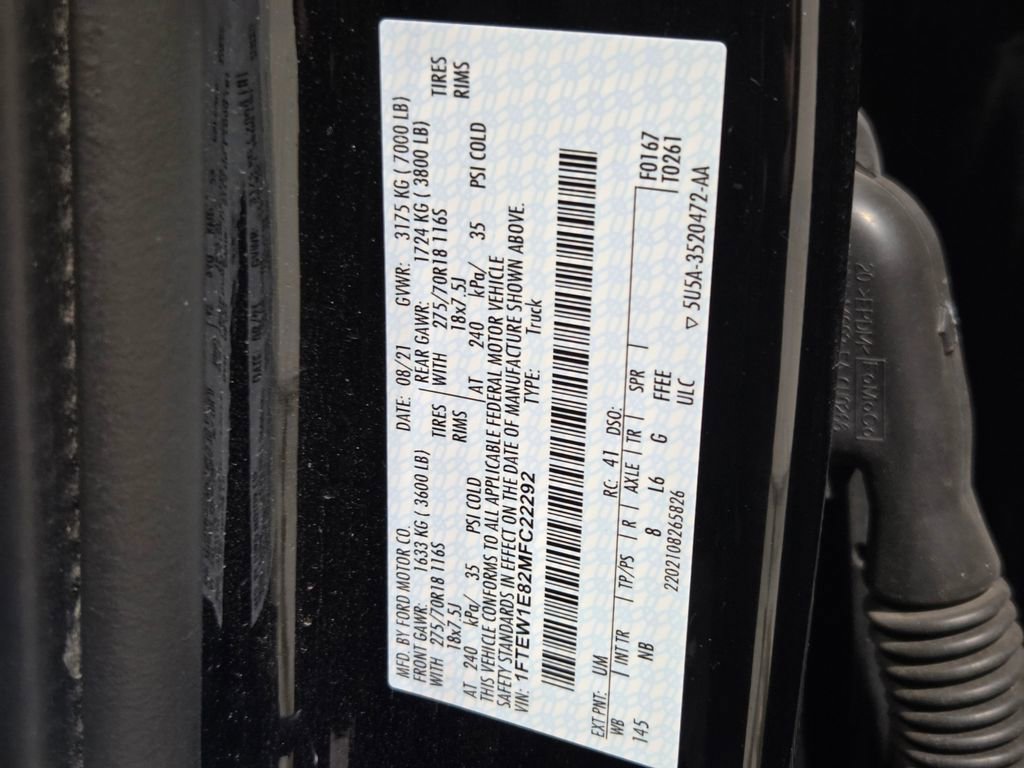 MFD. BY FORD MOTOR CO. DATE: 08/21 GVWR: 3175 KG ( 7000 LB)
FRONT GAWR: 1633 KG ( 3600 LB) REAR GAWR: 1724 KG ( 3800 LB)
WITH 275/70R18 116S TIRES WITH 275/70R18 116S TIRES
18x7.5J RIMS 18x7.5J RIMS
AT 240 kPa/ 35 PSI COLD AT 240 kPa/ 35 PSI COLD
THIS VEHICLE CONFORMS TO ALL APPLICABLE FEDERAL MOTOR VEHICLE
SAFETY STANDARDS IN EFFECT ON THE DATE OF MANUFACTURE SHOWN ABOVE.
VIN: 1FTEW1E82MFC22292 TYPE: Truck
EXT PNT: UM RC: 41 DSO: F0167
WB | INT TR | TP/PS | R | AXLE | TR | SPR | T0261
145 NB 8 L6 G FFEE
2202108265826 ULC ▽ 5U5A-3520472-AA
FoMoCo